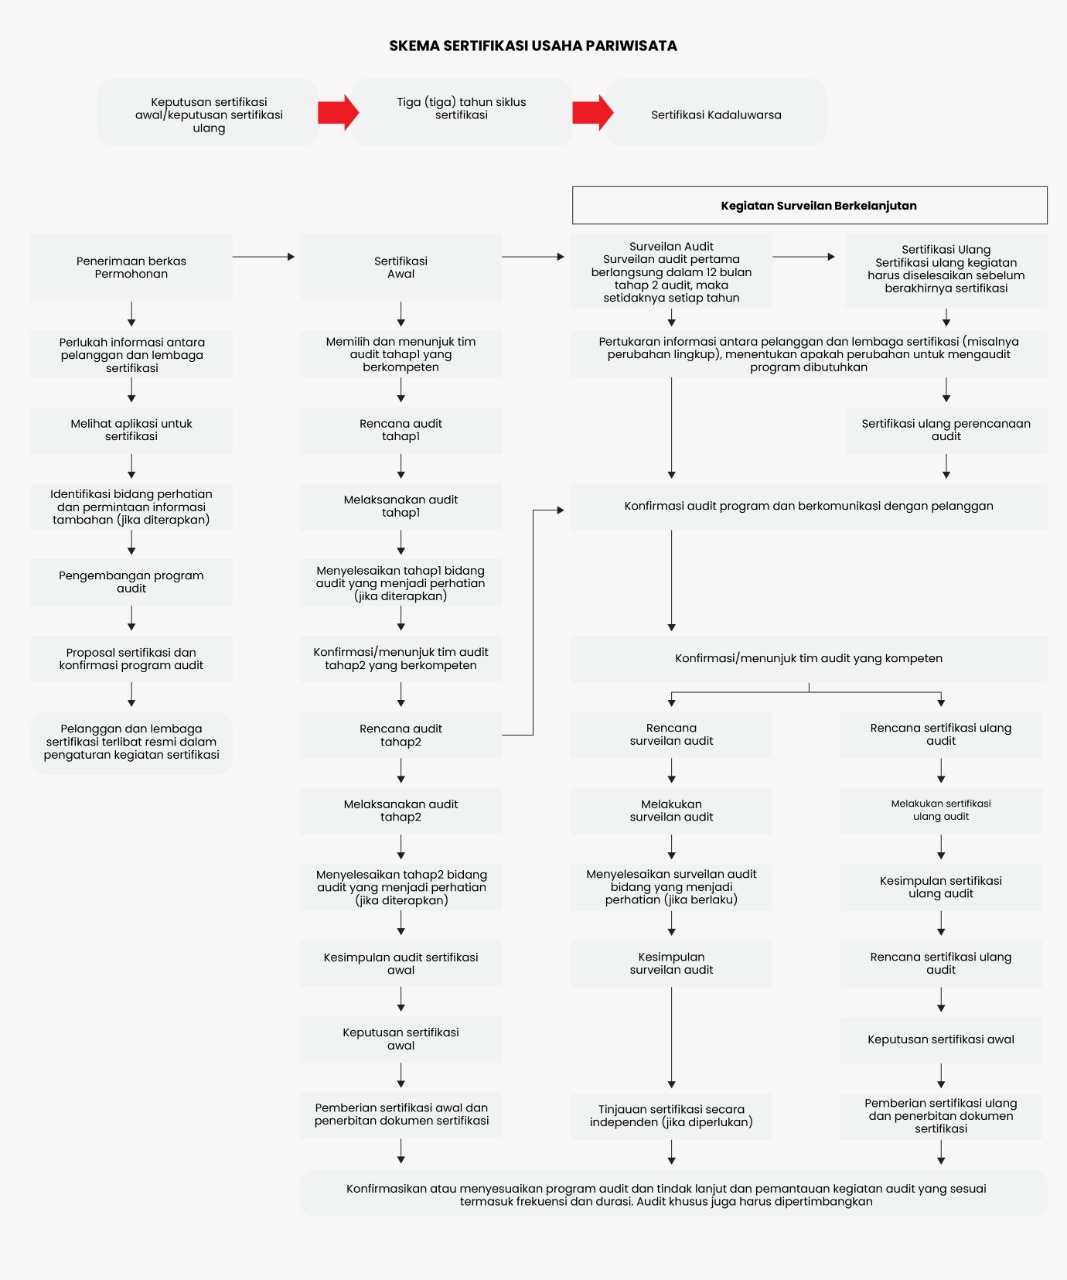 SKEMA SERTIFIKASI USAHA PARIWISATA
Keputusan sertifikasi
awal/keputusan sertifikasi
ulang
Tiga (tiga) tahun siklus
sertifikasi
Sertifikasi Kadaluwarsa
Kegiatan Surveilan Berkelanjutan
Penerimaan berkas
Permohonan
Perlukah informasi antara
pelanggan dan lembaga
sertifikasi
Melihat aplikasi untuk
sertifikasi
Identifikasi bidang perhatian
dan permintaan informasi
tambahan (jika diterapkan)
Pengembangan program
audit
Proposal sertifikasi dan
konfirmasi program audit
Pelanggan dan lembaga
sertifikasi terlibat resmi dalam
pengaturan kegiatan sertifikasi
Sertifikasi
Awal
Memilih dan menunjuk tim
audit tahap1 yang
berkompeten
Rencana audit
tahap1
Melaksanakan audit
tahap1
Menyelesaikan tahap1 bidang
audit yang menjadi perhatian
(jika diterapkan)
Konfirmasi/menunjuk tim audit
tahap2 yang berkompeten
Rencana audit
tahap2
Melaksanakan audit
tahap2
Menyelesaikan tahap2 bidang
audit yang menjadi perhatian
(jika diterapkan)
Kesimpulan audit sertifikasi
awal
Keputusan sertifikasi
awal
Pemberian sertifikasi awal dan
penerbitan dokumen sertifikasi
Surveilan Audit
Surveilan audit pertama
berlangsung dalam 12 bulan
tahap 2 audit, maka
setidaknya setiap tahun
Sertifikasi Ulang
Sertifikasi ulang kegiatan
harus diselesaikan sebelum
berakhirnya sertifikasi
Pertukaran informasi antara pelanggan dan lembaga sertifikasi (misalnya
perubahan lingkup), menentukan apakah perubahan untuk mengaudit
program dibutuhkan
Sertifikasi ulang perencanaan
audit
Konfirmasi audit program dan berkomunikasi dengan pelanggan
Konfirmasi/menunjuk tim audit yang kompeten
Rencana
surveilan audit
Melakukan
surveilan audit
Menyelesaikan surveilan audit
bidang yang menjadi
perhatian (jika berlaku)
Kesimpulan
surveilan audit
Tinjauan sertifikasi secara
independen (jika diperlukan)
Rencana sertifikasi ulang
audit
Melakukan sertifikasi
ulang audit
Kesimpulan sertifikasi
ulang audit
Rencana sertifikasi ulang
audit
Keputusan sertifikasi awal
Pemberian sertifikasi ulang
dan penerbitan dokumen
sertifikasi
Konfirmasikan atau menyesuaikan program audit dan tindak lanjut dan pemantauan kegiatan audit yang sesuai
termasuk frekuensi dan durasi. Audit khusus juga harus dipertimbangkan